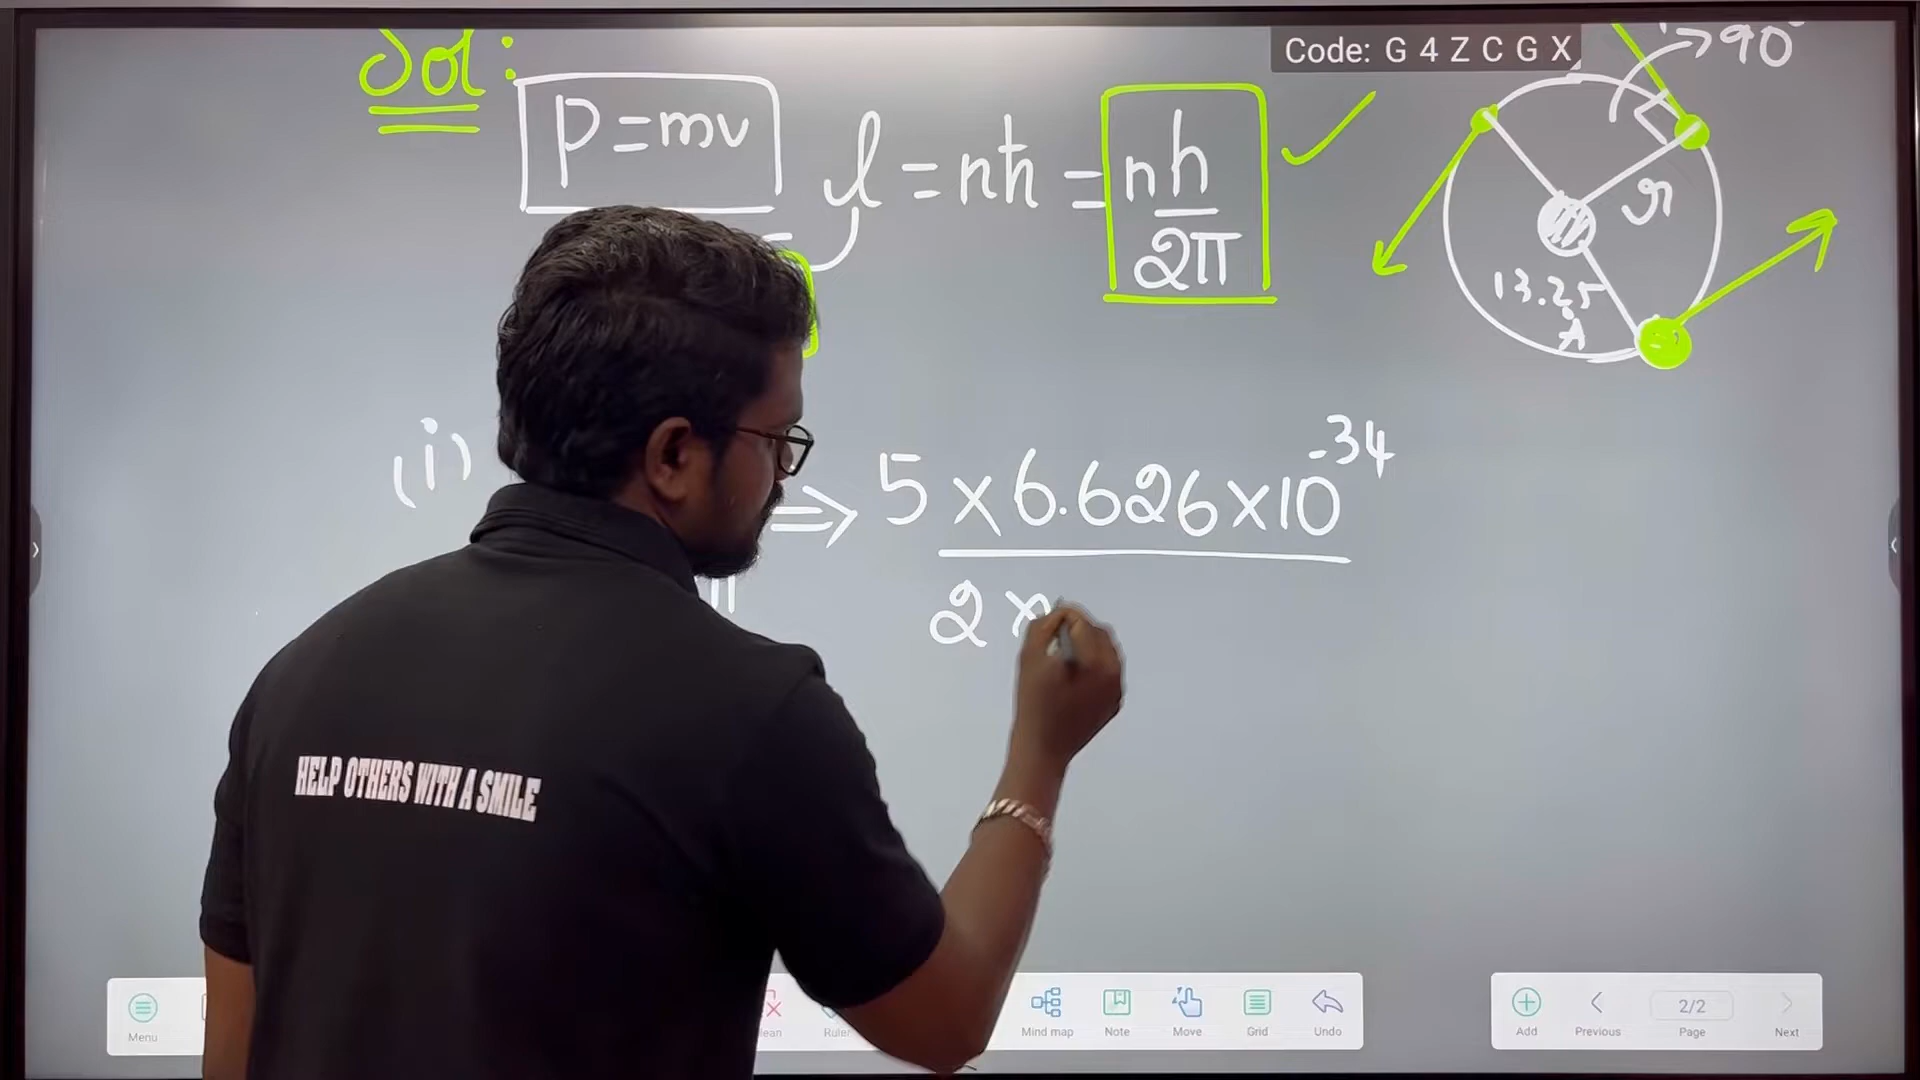 Code: G 4 Z C G X
Sol:
P=mv
l = nħ = nh
2π
90°
r
13.25
Å
(i)
⇒ 5 × 6.626 × 10⁻³⁴
2 ×
HELP OTHERS WITH A SMILE
Menu
Ruler
Mind map
Note
Move
Grid
Undo
Add
Previous
2/2
Page
Next